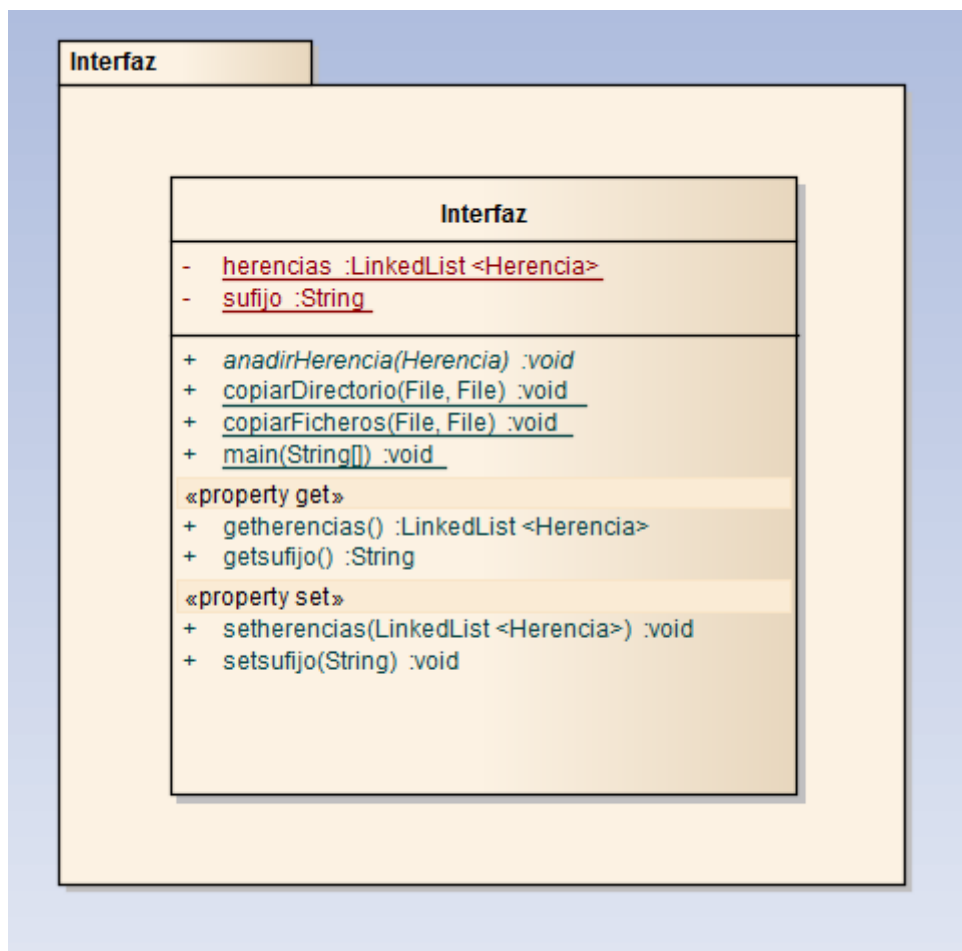 Interfaz
Interfaz
- herencias :LinkedList <Herencia>
- sufijo :String
+ anadirHerencia(Herencia) :void
+ copiarDirectorio(File, File) :void
+ copiarFicheros(File, File) :void
+ main(String[]) :void
«property get»
+ getherencias() :LinkedList <Herencia>
+ getsufijo() :String
«property set»
+ setherencias(LinkedList <Herencia>) :void
+ setsufijo(String) :void